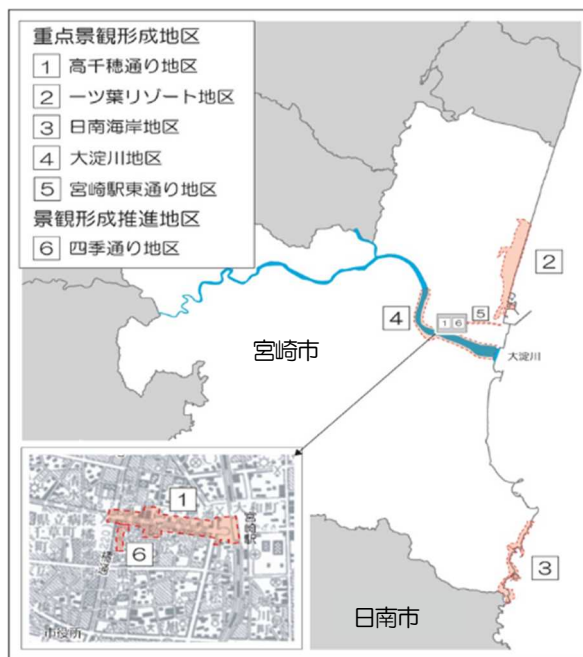 重点景観形成地区
1 高千穂通り地区
2 一ツ葉リゾート地区
3 日南海岸地区
4 大淀川地区
5 宮崎駅東通り地区
景観形成推進地区
6 四季通り地区
2
5
4
1 6
宮崎市
大淀川
1
県立病院
6
市役所
3
日南市